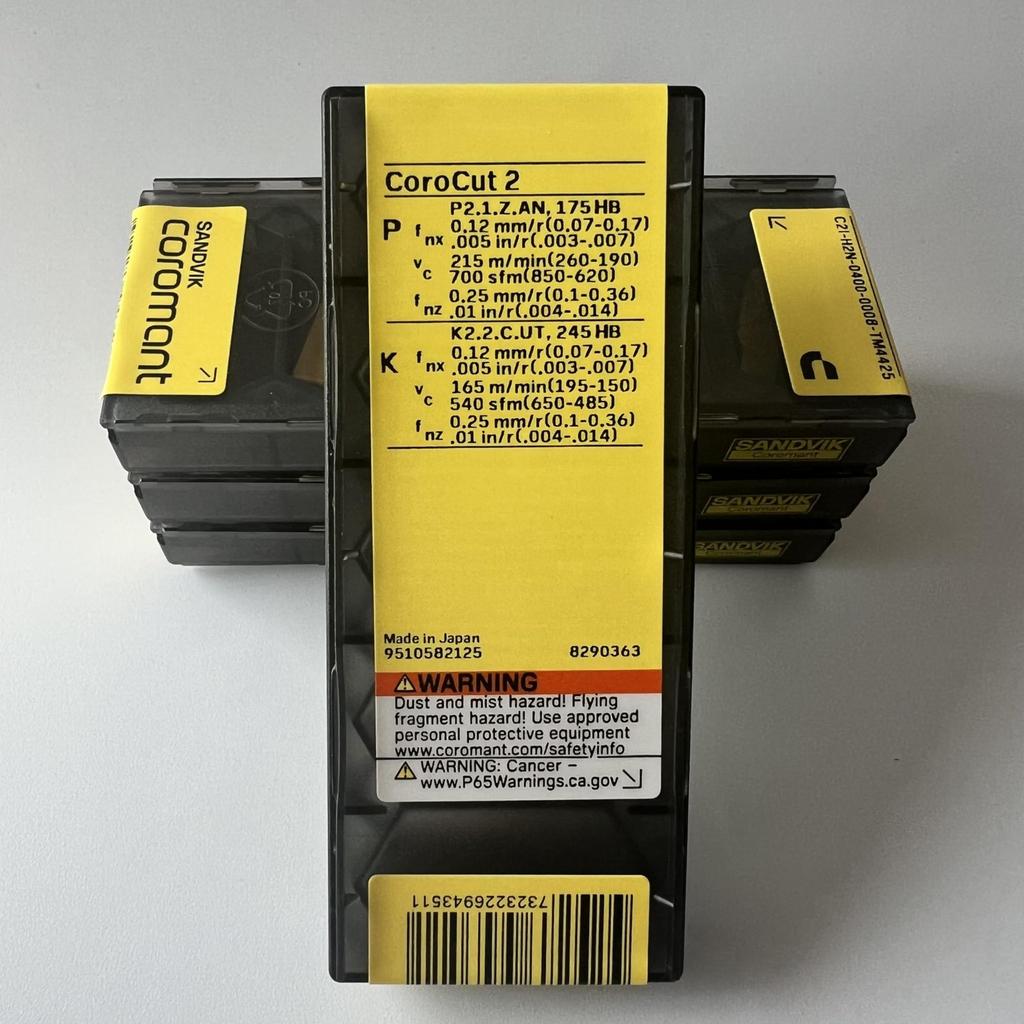 CoroCut 2
P2.1.Z.AN, 175 HB
P fnx 0.12 mm/r(0.07-0.17)
.005 in/r(.003-.007)
vc 215 m/min(260-190)
700 sfm(850-620)
fnz 0.25 mm/r(0.1-0.36)
.01 in/r(.004-.014)
K2.2.C.UT, 245 HB
K fnx 0.12 mm/r(0.07-0.17)
.005 in/r(.003-.007)
vc 165 m/min(195-150)
540 sfm(650-485)
fnz 0.25 mm/r(0.1-0.36)
.01 in/r(.004-.014)
Made in Japan
9510582125 8290363
WARNING
Dust and mist hazard! Flying
fragment hazard! Use approved
personal protective equipment
www.coromant.com/safetyinfo
WARNING: Cancer –
www.P65Warnings.ca.gov
7323226943511
SANDVIK
coromant
C2I-H2N-0400-0008-TM4425
SANDVIK
Coromant
SANDVIK
Coromant
SANDVIK